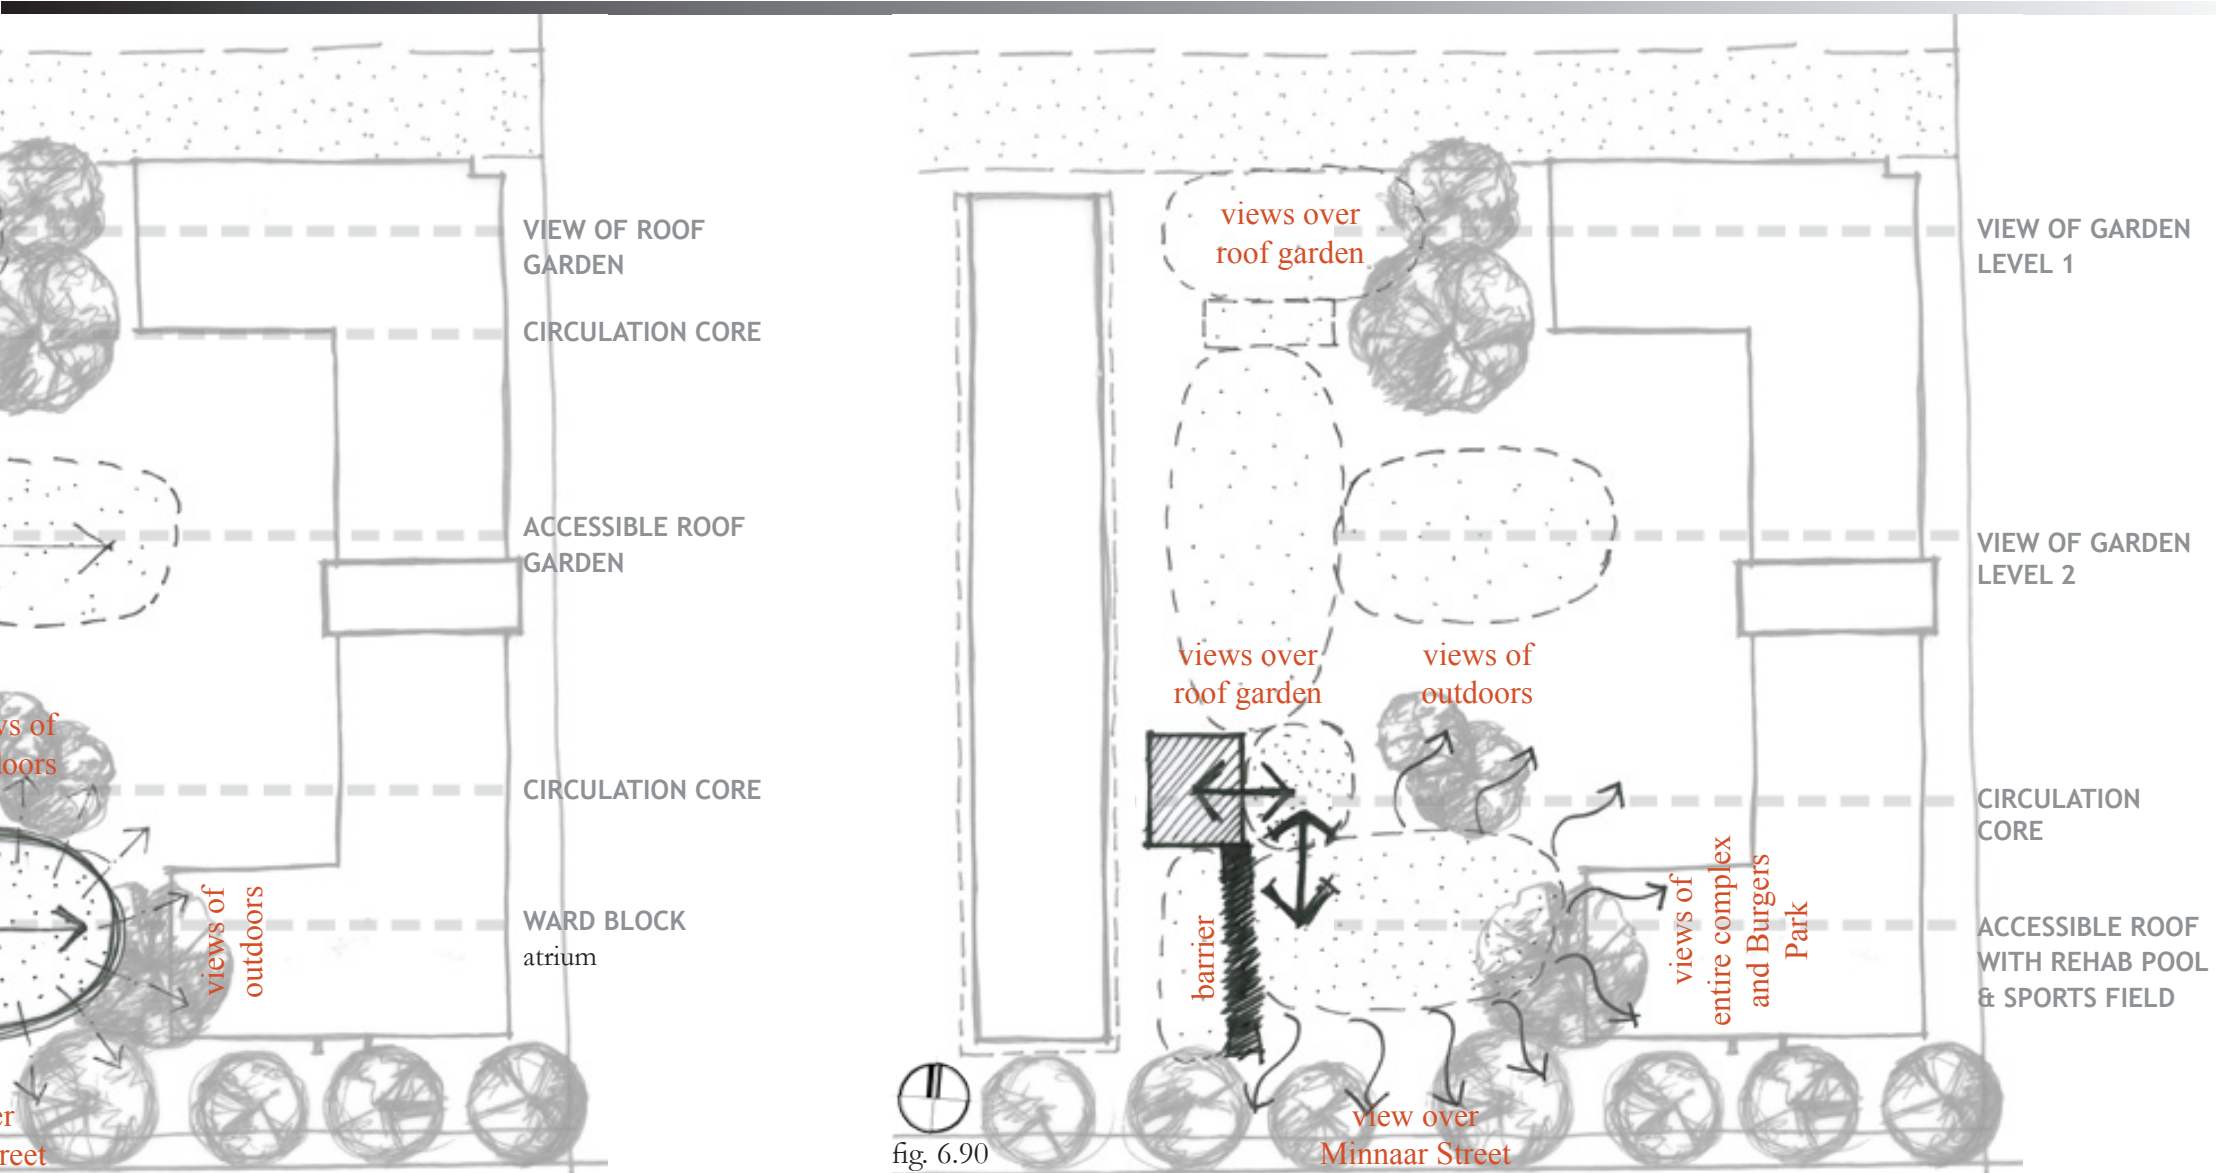 VIEW OF ROOF
GARDEN
CIRCULATION CORE
ACCESSIBLE ROOF
GARDEN
CIRCULATION CORE
WARD BLOCK
atrium
views of
outdoors
views over
roof garden
views over
roof garden
views of
outdoors
barrier
views of
entire complex
and Burgers
Park
view over
Minnaar Street
fig. 6.90
VIEW OF GARDEN
LEVEL 1
VIEW OF GARDEN
LEVEL 2
CIRCULATION
CORE
ACCESSIBLE ROOF
WITH REHAB POOL
& SPORTS FIELD